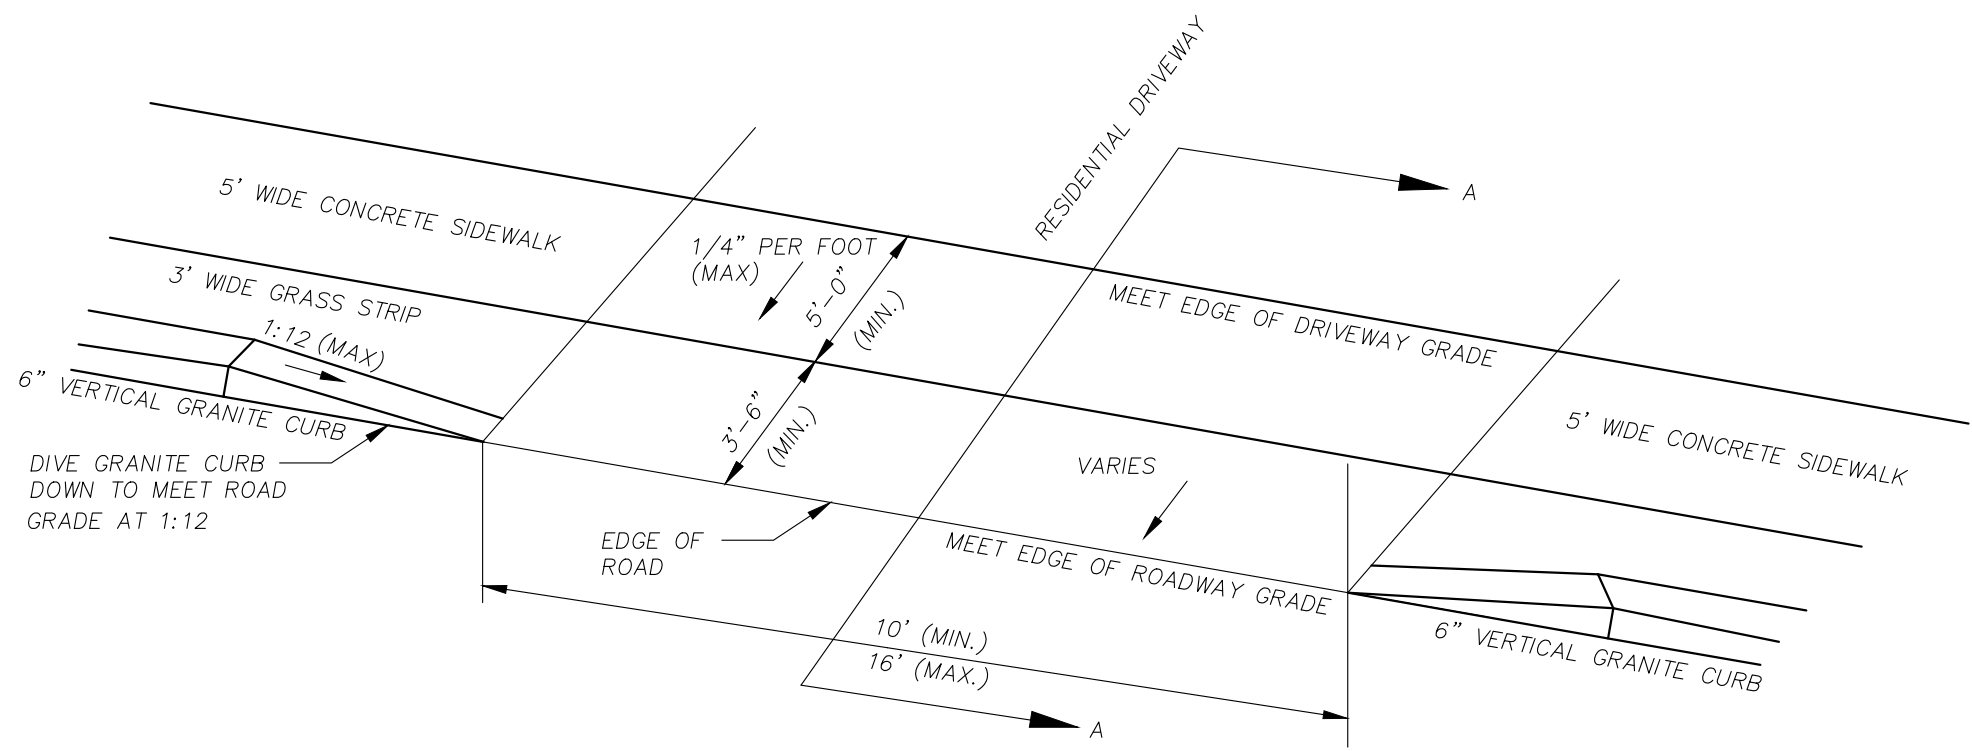 RESIDENTIAL DRIVEWAY
A
5' WIDE CONCRETE SIDEWALK
1/4" PER FOOT
(MAX)
5'-0"
(MIN.)
3' WIDE GRASS STRIP
1:12 (MAX)
MEET EDGE OF DRIVEWAY GRADE
6" VERTICAL GRANITE CURB
3'-6"
(MIN.)
5' WIDE CONCRETE SIDEWALK
DIVE GRANITE CURB
DOWN TO MEET ROAD
GRADE AT 1:12
VARIES
EDGE OF
ROAD
MEET EDGE OF ROADWAY GRADE
10' (MIN.)
16' (MAX.)
6" VERTICAL GRANITE CURB
A